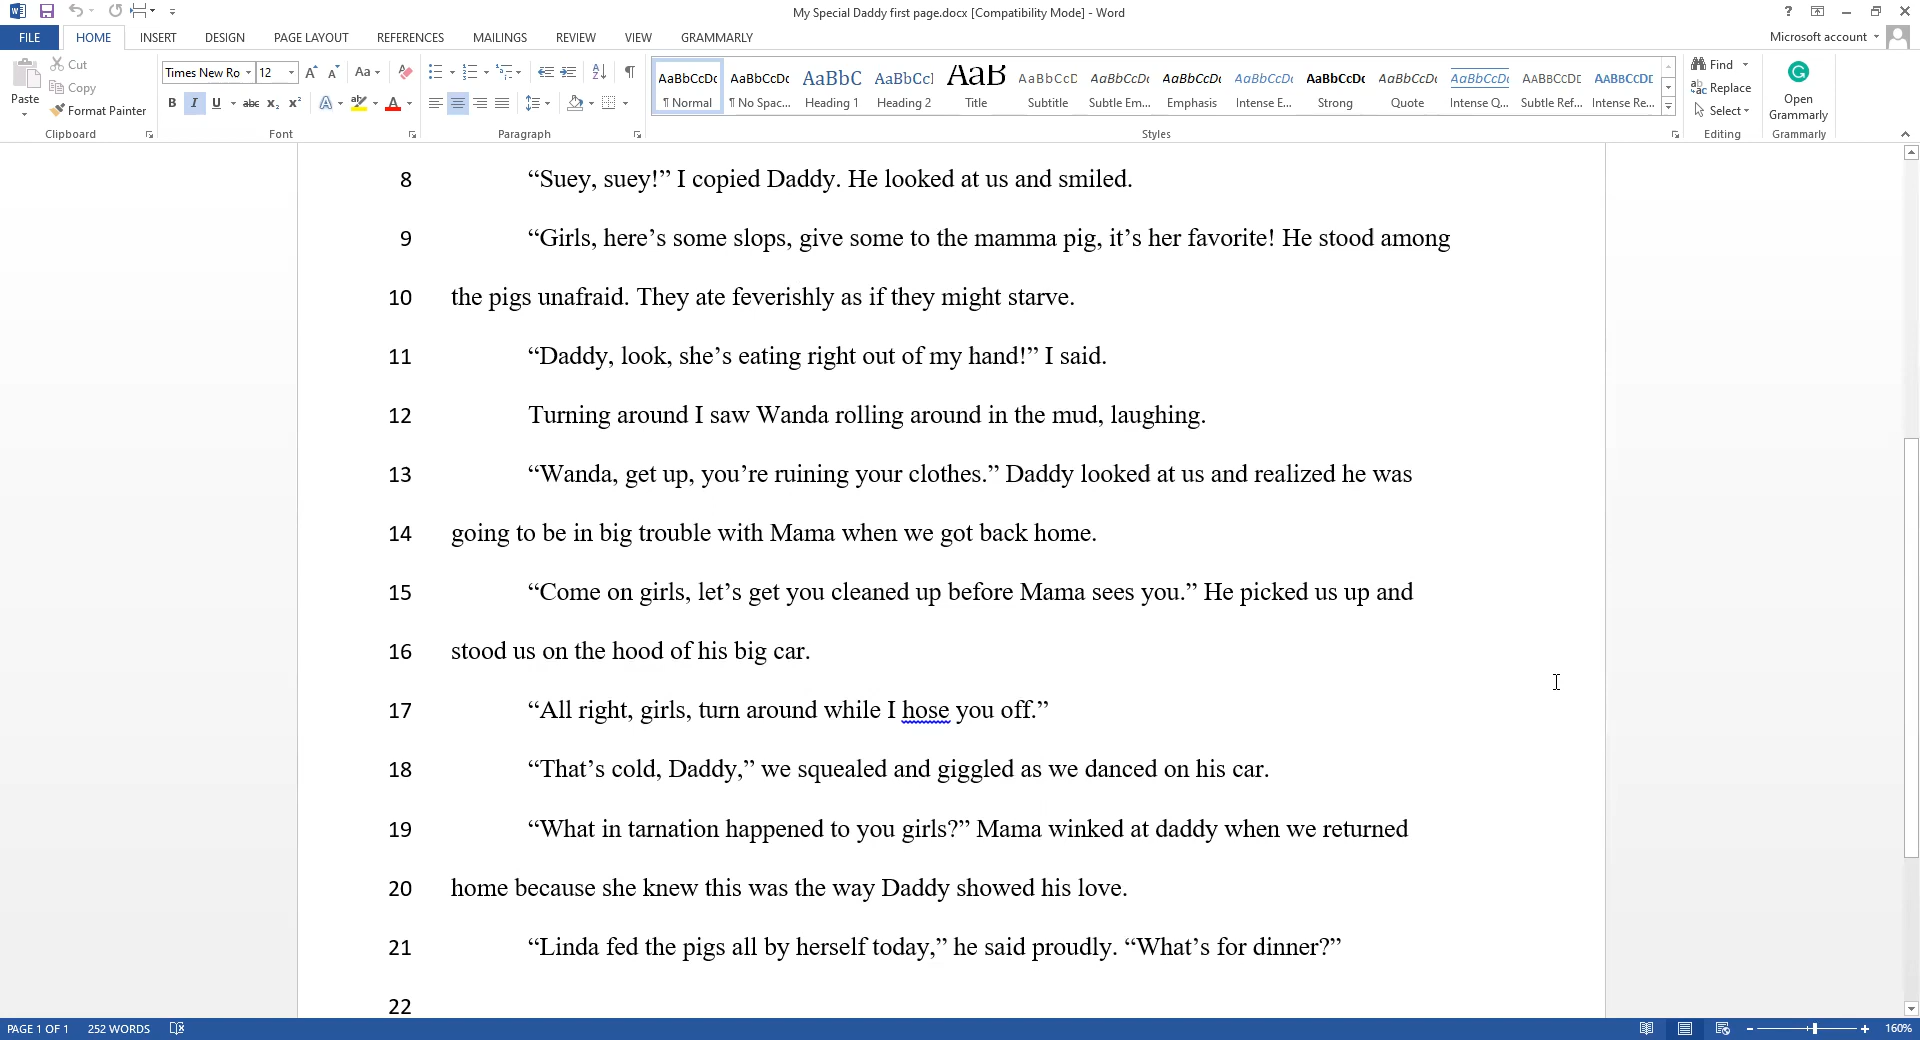 My Special Daddy first page.docx [Compatibility Mode] - Word
FILE HOME INSERT DESIGN PAGE LAYOUT REFERENCES MAILINGS REVIEW VIEW GRAMMARLY Microsoft account
Paste Cut Copy Format Painter
Times New Ro 12
AaBbCcDc AaBbCcDc AaBbC AaBbCc AaB AaBbCcD AaBbCcDc AaBbCcDc AaBbCcDc AaBbCcDc AaBbCcDc AaBbCcDc AABBCCDE AABBCCDE
¶ Normal ¶ No Spac... Heading 1 Heading 2 Title Subtitle Subtle Em... Emphasis Intense E... Strong Quote Intense Q... Subtle Ref... Intense Re...
Find Replace Select
Open Grammarly
Clipboard Font Paragraph Styles Editing Grammarly
8 “Suey, suey!” I copied Daddy. He looked at us and smiled.
9 “Girls, here’s some slops, give some to the mamma pig, it’s her favorite! He stood among
10 the pigs unafraid. They ate feverishly as if they might starve.
11 “Daddy, look, she’s eating right out of my hand!” I said.
12 Turning around I saw Wanda rolling around in the mud, laughing.
13 “Wanda, get up, you’re ruining your clothes.” Daddy looked at us and realized he was
14 going to be in big trouble with Mama when we got back home.
15 “Come on girls, let’s get you cleaned up before Mama sees you.” He picked us up and
16 stood us on the hood of his big car.
17 “All right, girls, turn around while I hose you off.”
18 “That’s cold, Daddy,” we squealed and giggled as we danced on his car.
19 “What in tarnation happened to you girls?” Mama winked at daddy when we returned
20 home because she knew this was the way Daddy showed his love.
21 “Linda fed the pigs all by herself today,” he said proudly. “What’s for dinner?”
22
PAGE 1 OF 1 252 WORDS 160%